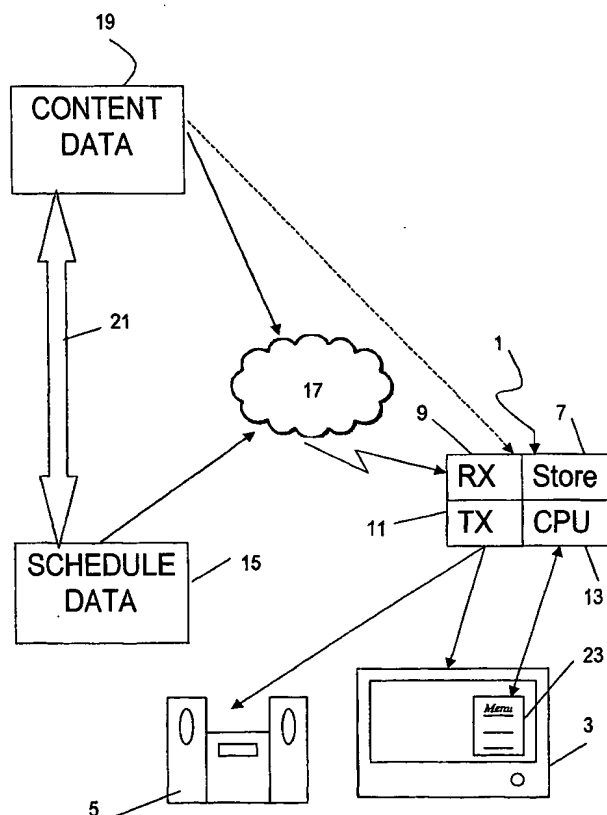 19
CONTENT
DATA
21
1
17
9
7
RX
Store
11
TX
CPU
SCHEDULE
DATA
15
13
23
Menu
3
5